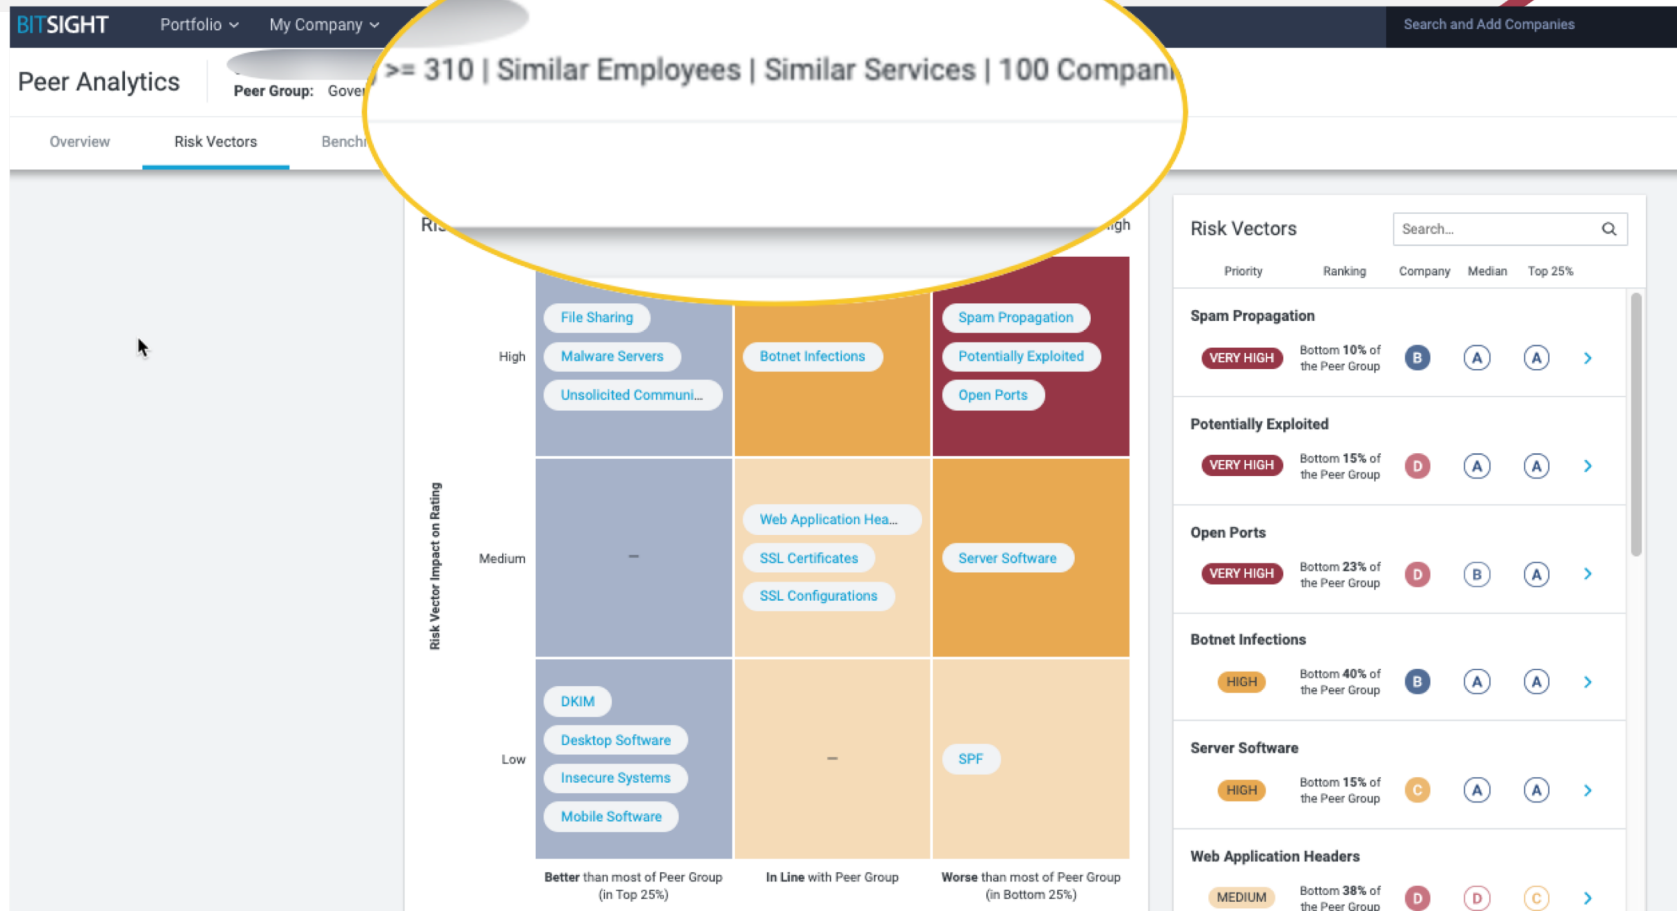 BITSIGHT
Portfolio
My Company
Search and Add Companies
Peer Analytics
Peer Group:
>= 310 | Similar Employees | Similar Services | 100
Overview
Risk Vectors
Risk Vectors
Search...
Priority
Ranking
Company
Median
Top 25%
Risk Vector Impact on Rating
High
File Sharing
Malware Servers
Unsolicited Communi...
Botnet Infections
Spam Propagation
Potentially Exploited
Open Ports
Medium
–
Web Application Hea...
SSL Certificates
SSL Configurations
Server Software
Low
DKIM
Desktop Software
Insecure Systems
Mobile Software
–
SPF
Better than most of Peer Group
(in Top 25%)
In Line with Peer Group
Worse than most of Peer Group
(in Bottom 25%)
Spam Propagation
VERY HIGH
Bottom 10% of
the Peer Group
B
A
A
Potentially Exploited
VERY HIGH
Bottom 15% of
the Peer Group
D
A
A
Open Ports
VERY HIGH
Bottom 23% of
the Peer Group
D
B
A
Botnet Infections
HIGH
Bottom 40% of
the Peer Group
B
A
A
Server Software
HIGH
Bottom 15% of
the Peer Group
C
A
A
Web Application Headers
MEDIUM
Bottom 38% of
the Peer Group
D
D
C